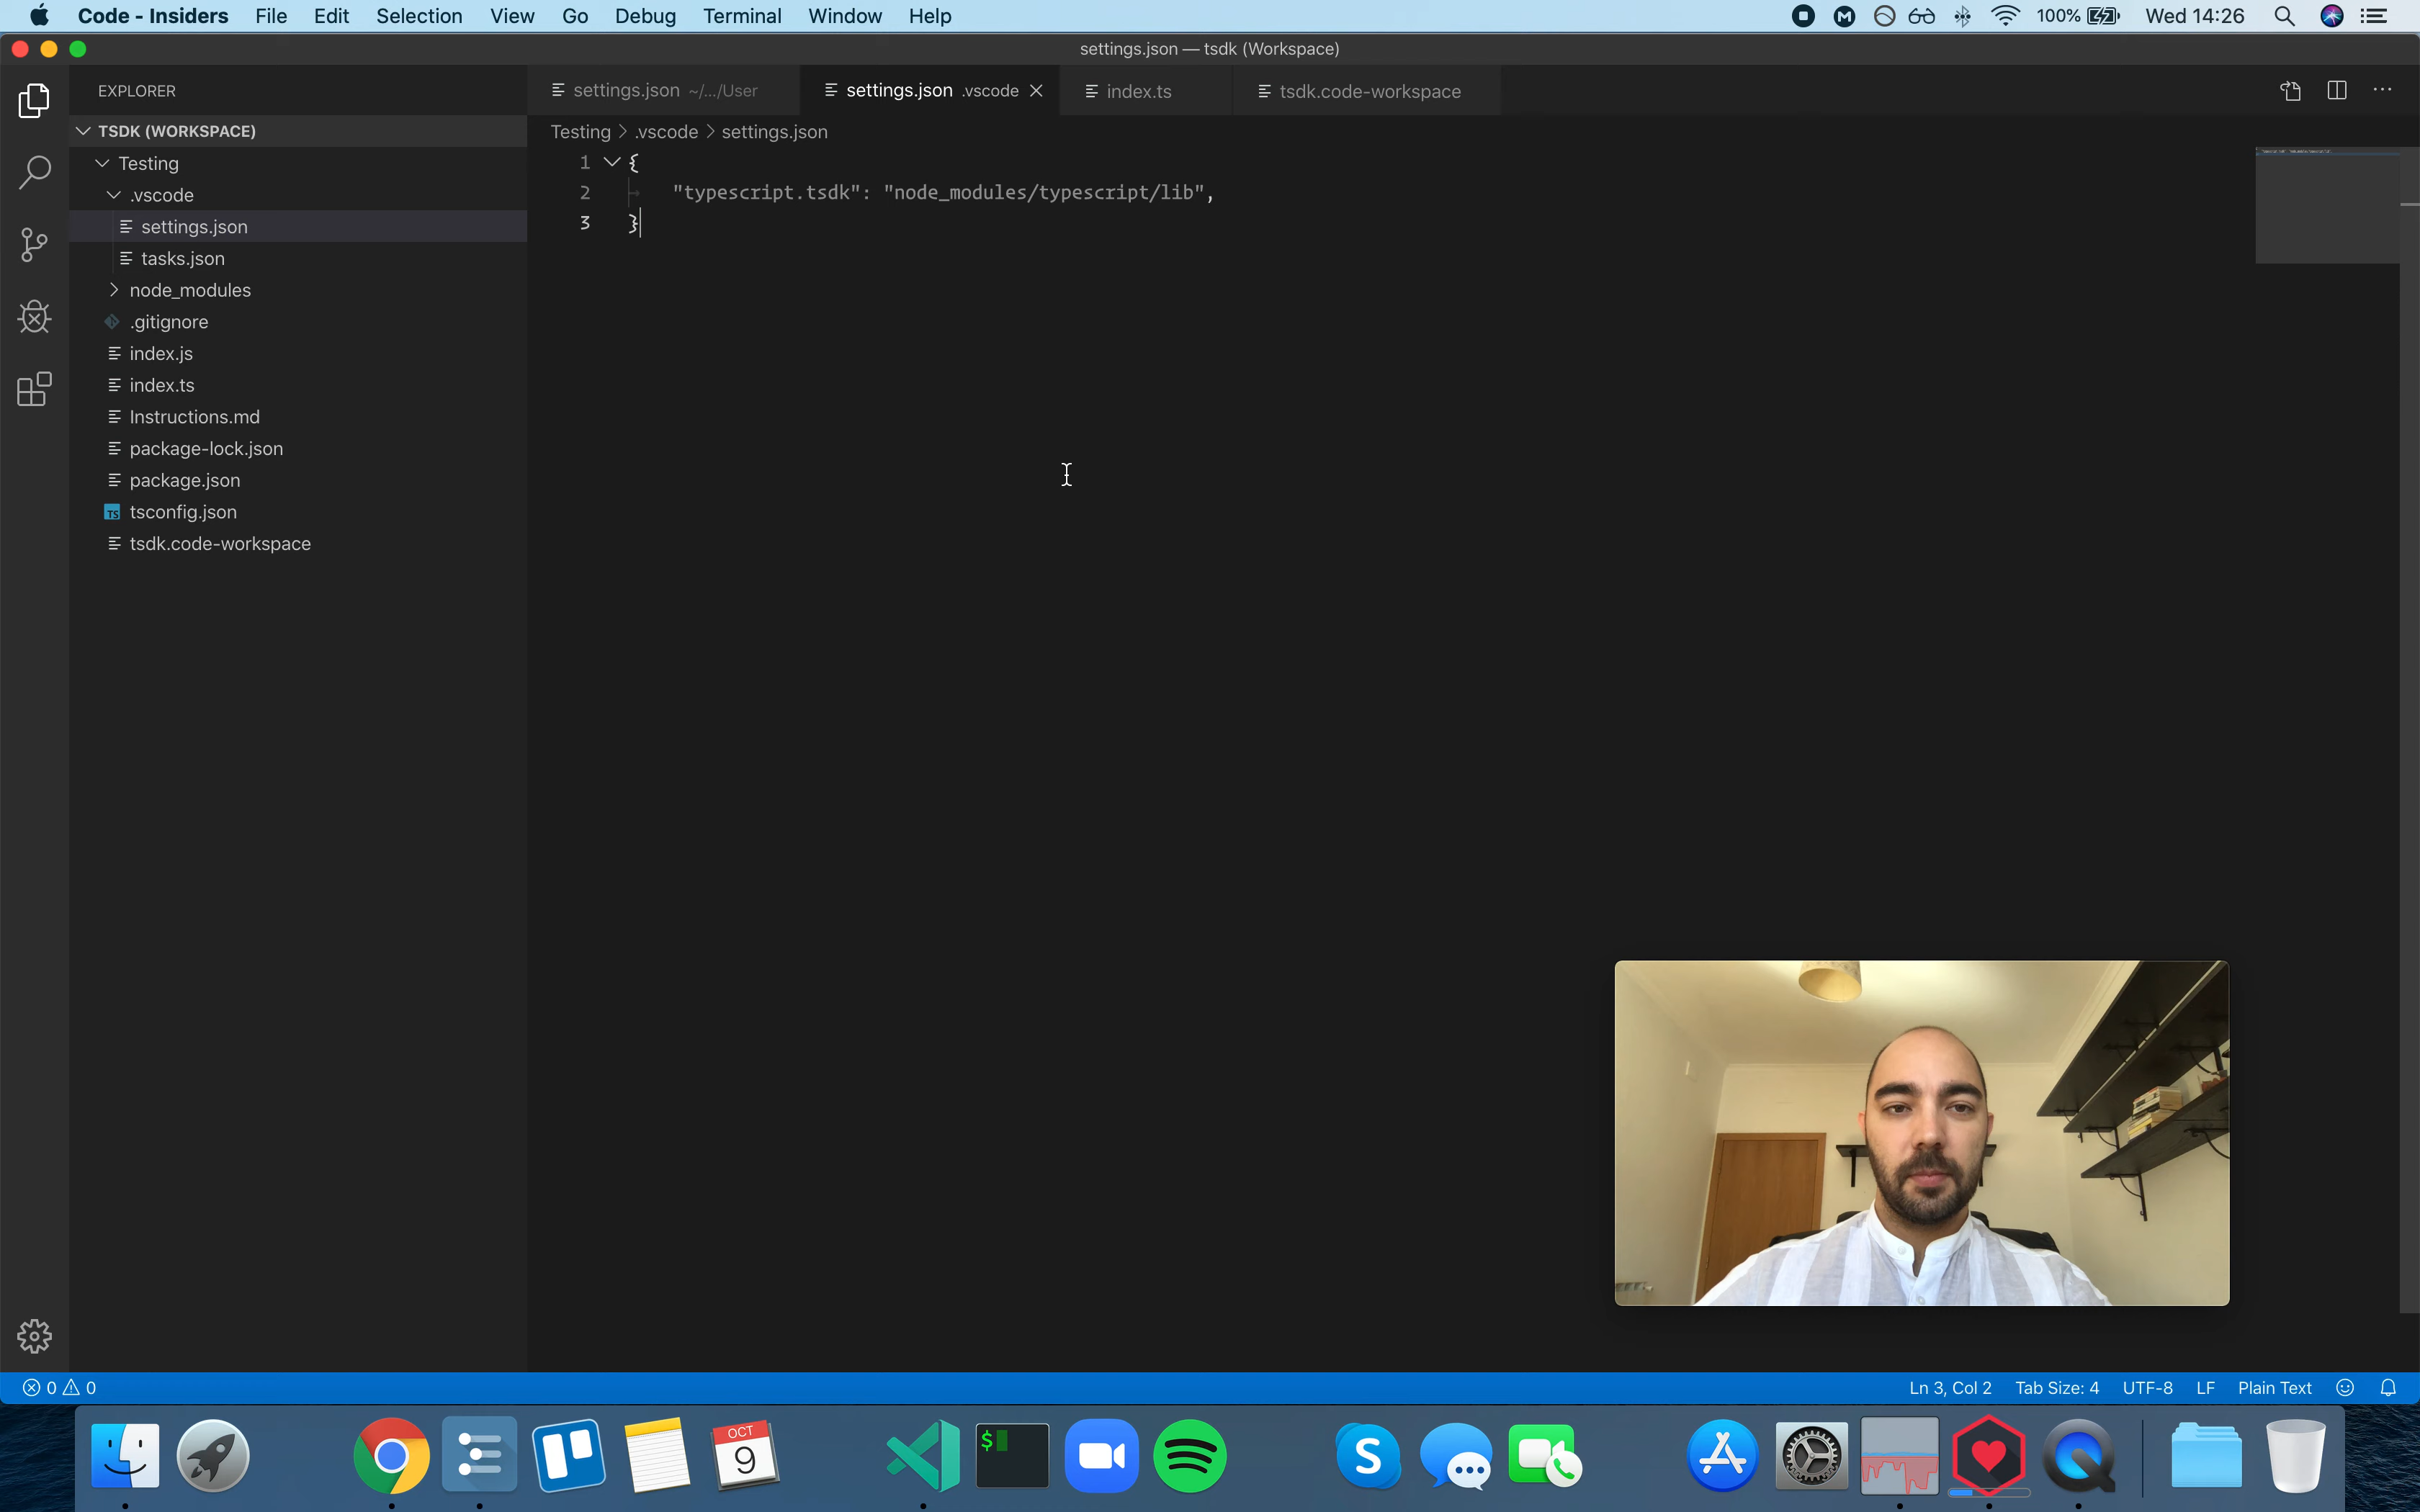 Code - Insiders File Edit Selection View Go Debug Terminal Window Help 100% Wed 14:26
settings.json — tsdk (Workspace)
EXPLORER
TSDK (WORKSPACE)
Testing
.vscode
settings.json
tasks.json
node_modules
.gitignore
index.js
index.ts
Instructions.md
package-lock.json
package.json
TS tsconfig.json
tsdk.code-workspace
settings.json ~/.../User settings.json .vscode index.ts tsdk.code-workspace
Testing > .vscode > settings.json
1 {
2 "typescript.tsdk": "node_modules/typescript/lib",
3 }
0 0 Ln 3, Col 2 Tab Size: 4 UTF-8 LF Plain Text
OCT
9
$
S